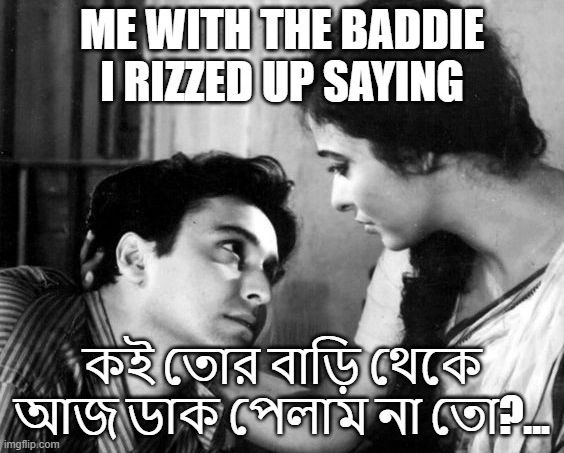 ME WITH THE BADDIE
I RIZZED UP SAYING
কই তোর বাড়ি থেকে
আজ ডাক পেলাম না তো?...
imgflip.com